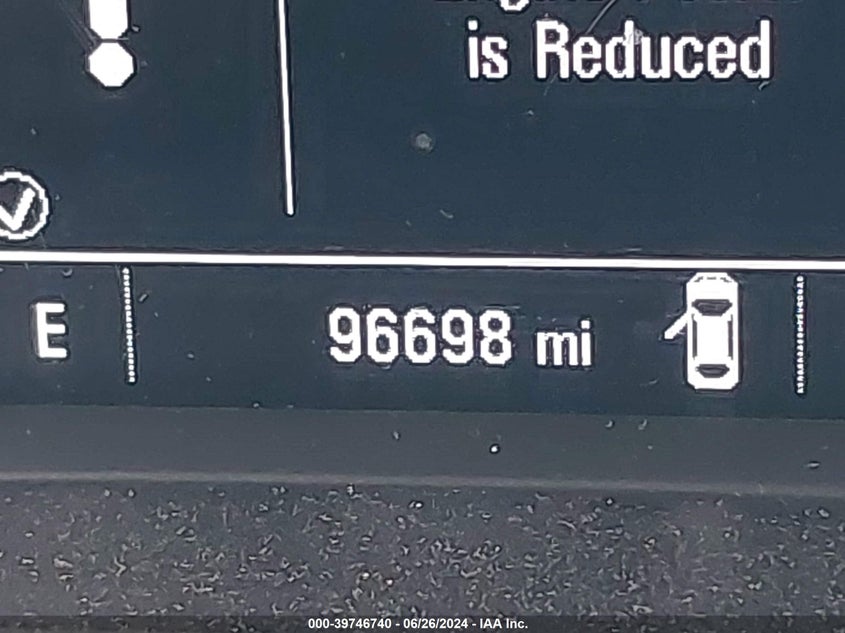 is Reduced
E
96698 mi
000-39746740 - 06/26/2024 - IAA Inc.